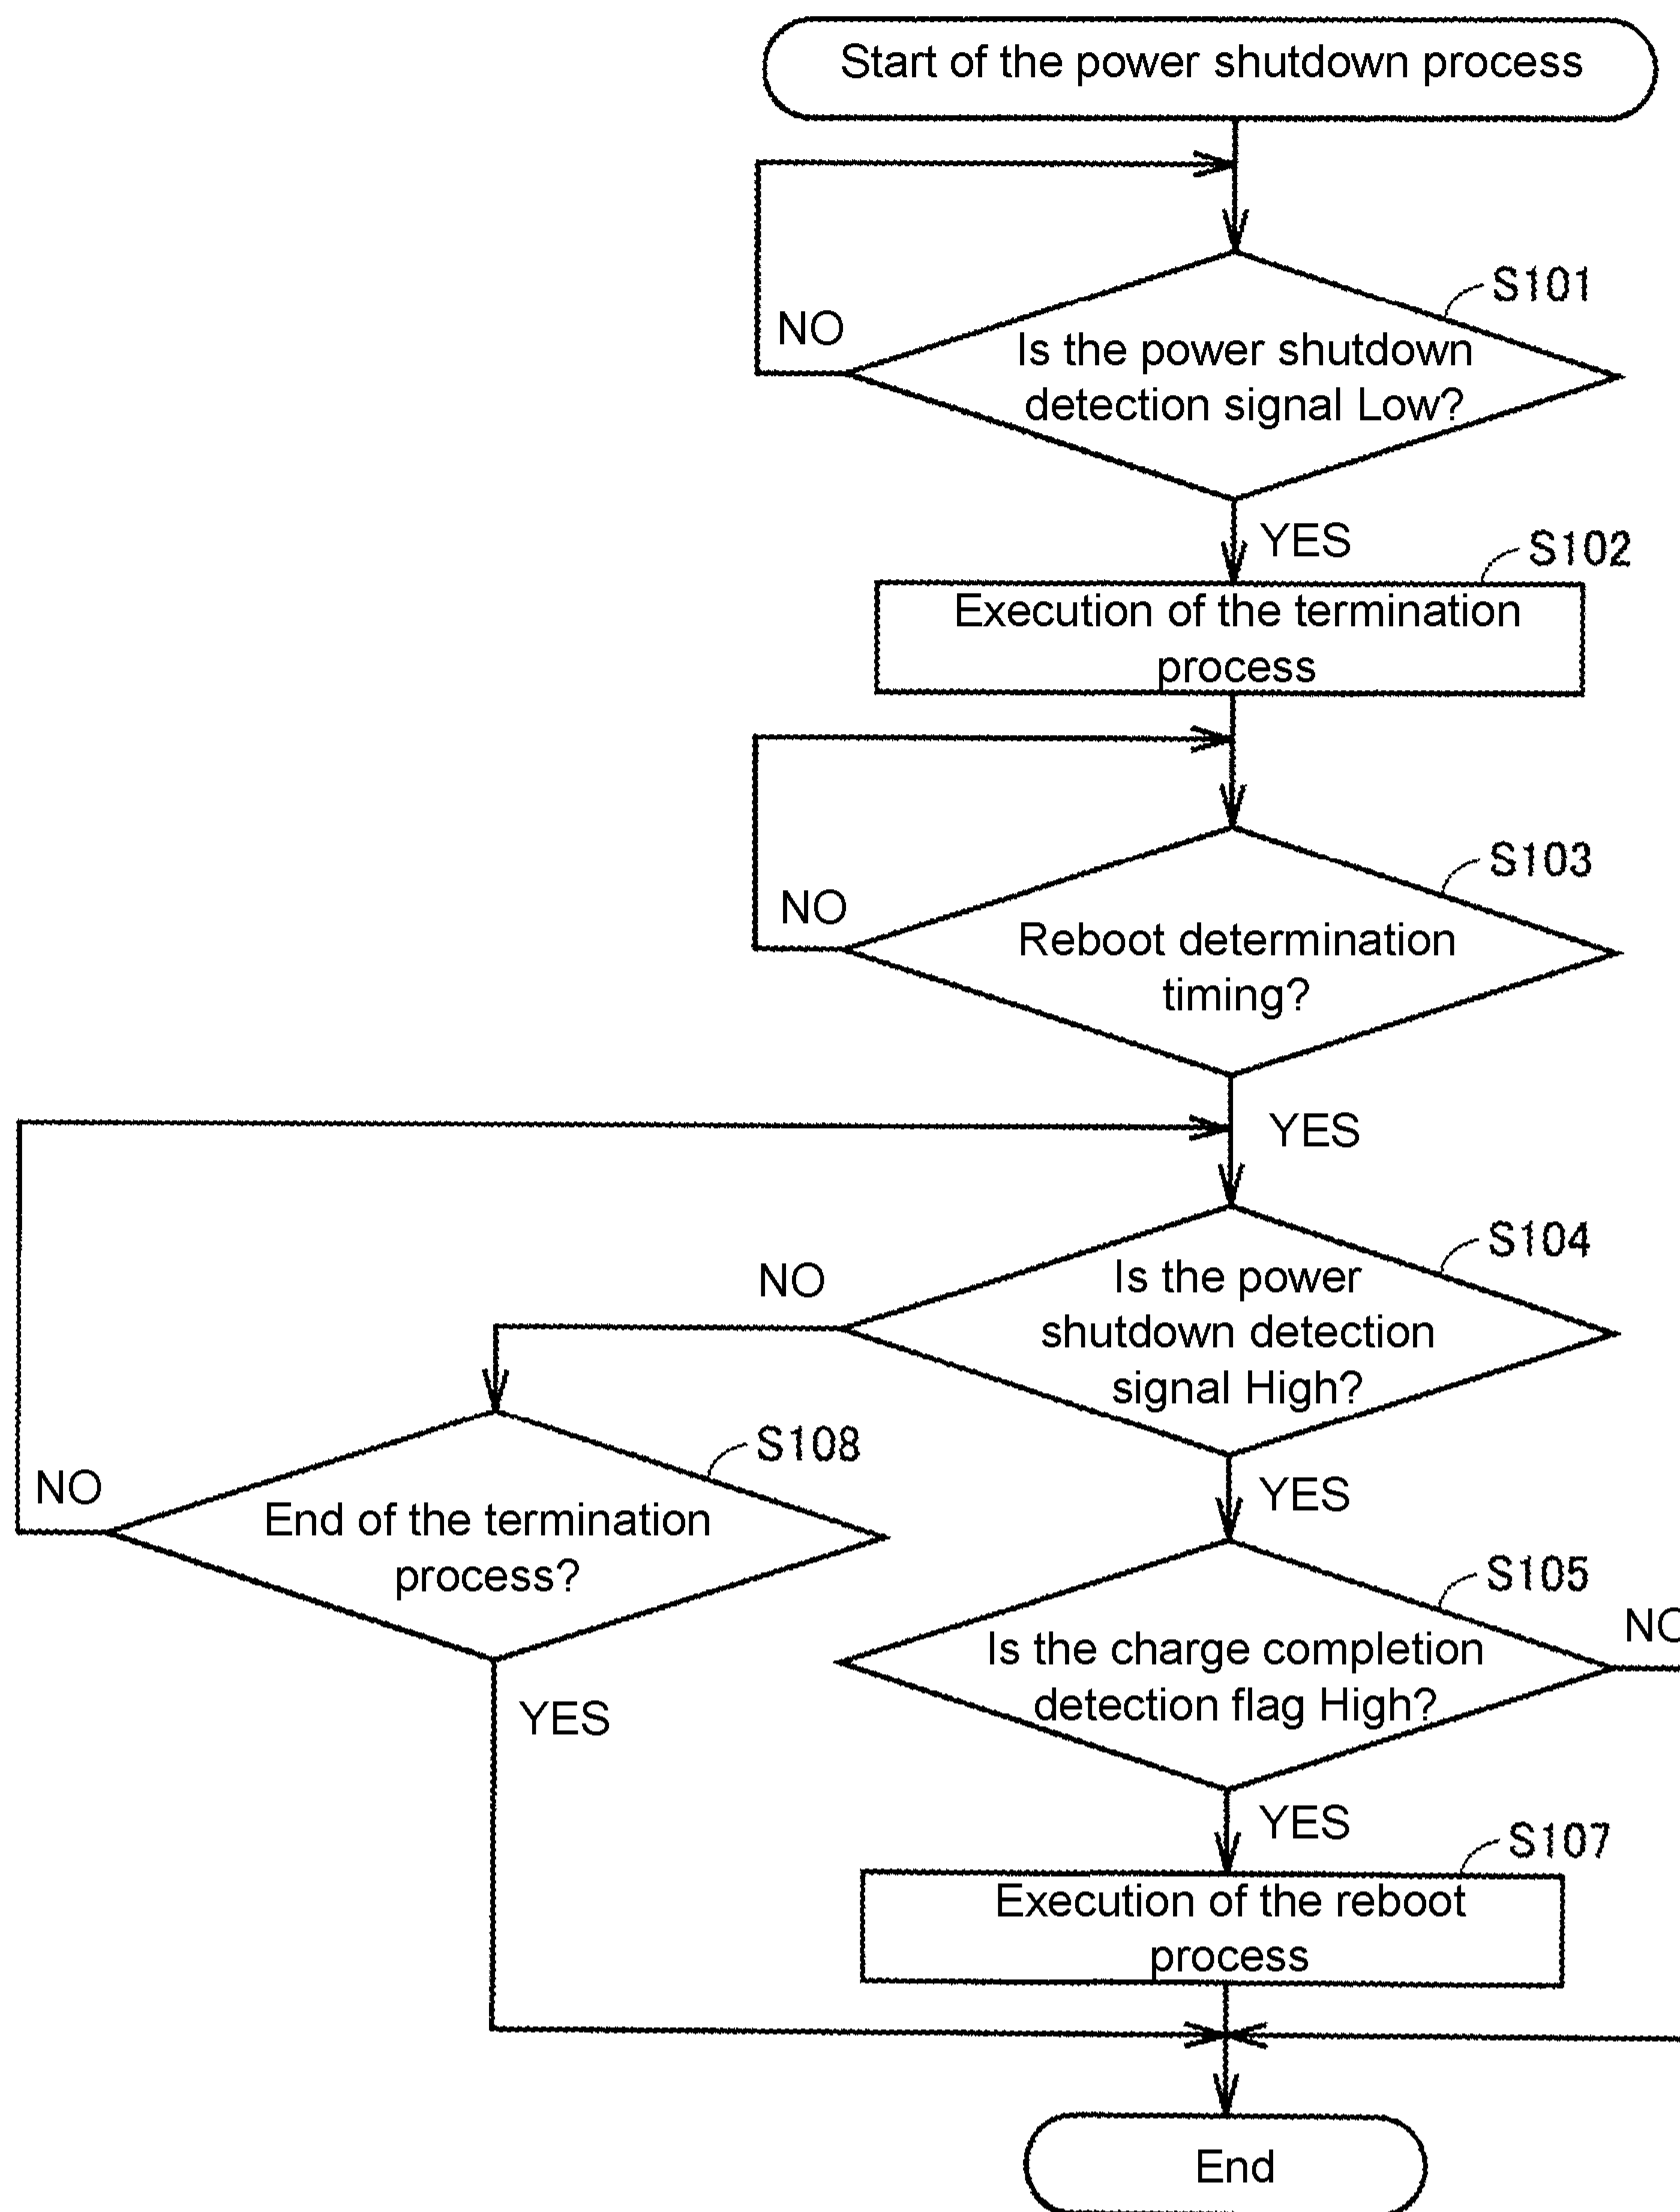 Start of the power shutdown process
S101
NO
Is the power shutdown
detection signal Low?
YES
S102
Execution of the termination
process
S103
NO
Reboot determination
timing?
YES
S104
NO
Is the power
shutdown detection
signal High?
S108
NO
End of the termination
process?
YES
YES
S105
NO
Is the charge completion
detection flag High?
YES
S107
Execution of the reboot
process
End